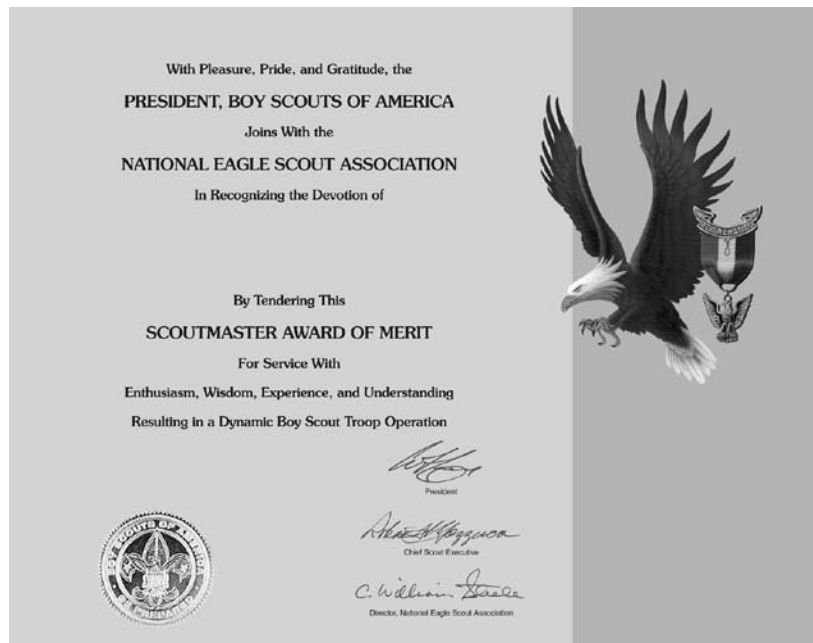 With Pleasure, Pride, and Gratitude, the
PRESIDENT, BOY SCOUTS OF AMERICA
Joins With the
NATIONAL EAGLE SCOUT ASSOCIATION
In Recognizing the Devotion of
By Tendering This
SCOUTMASTER AWARD OF MERIT
For Service With
Enthusiasm, Wisdom, Experience, and Understanding
Resulting in a Dynamic Boy Scout Troop Operation
President
Chief Scout Executive
C. William Steele
Director, National Eagle Scout Association
BOY SCOUTS OF AMERICA
BE PREPARED